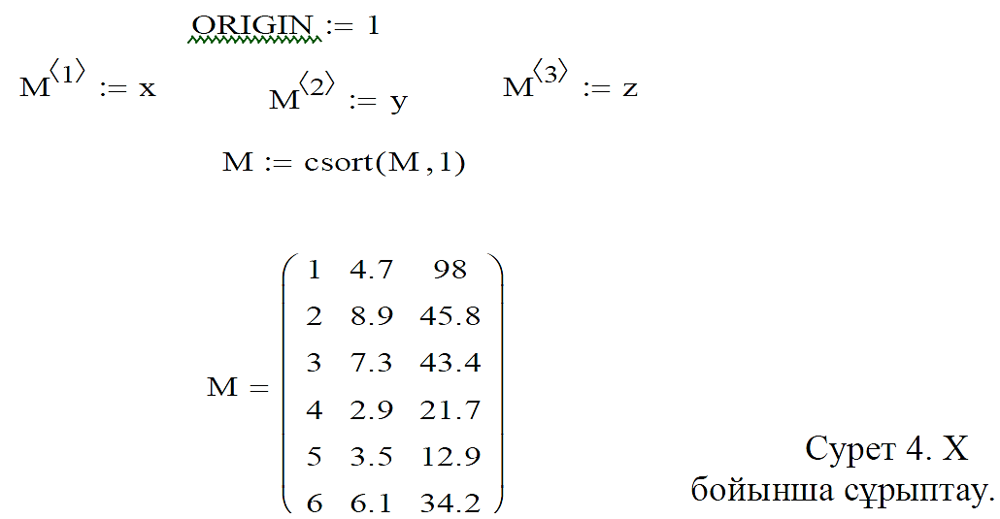 ORIGIN := 1
M⟨1⟩ := x M⟨2⟩ := y M⟨3⟩ := z
M := csort(M , 1)
1 4.7 98
2 8.9 45.8
3 7.3 43.4
M =
4 2.9 21.7
5 3.5 12.9
6 6.1 34.2
Сурет 4. X
бойынша сұрыптау.